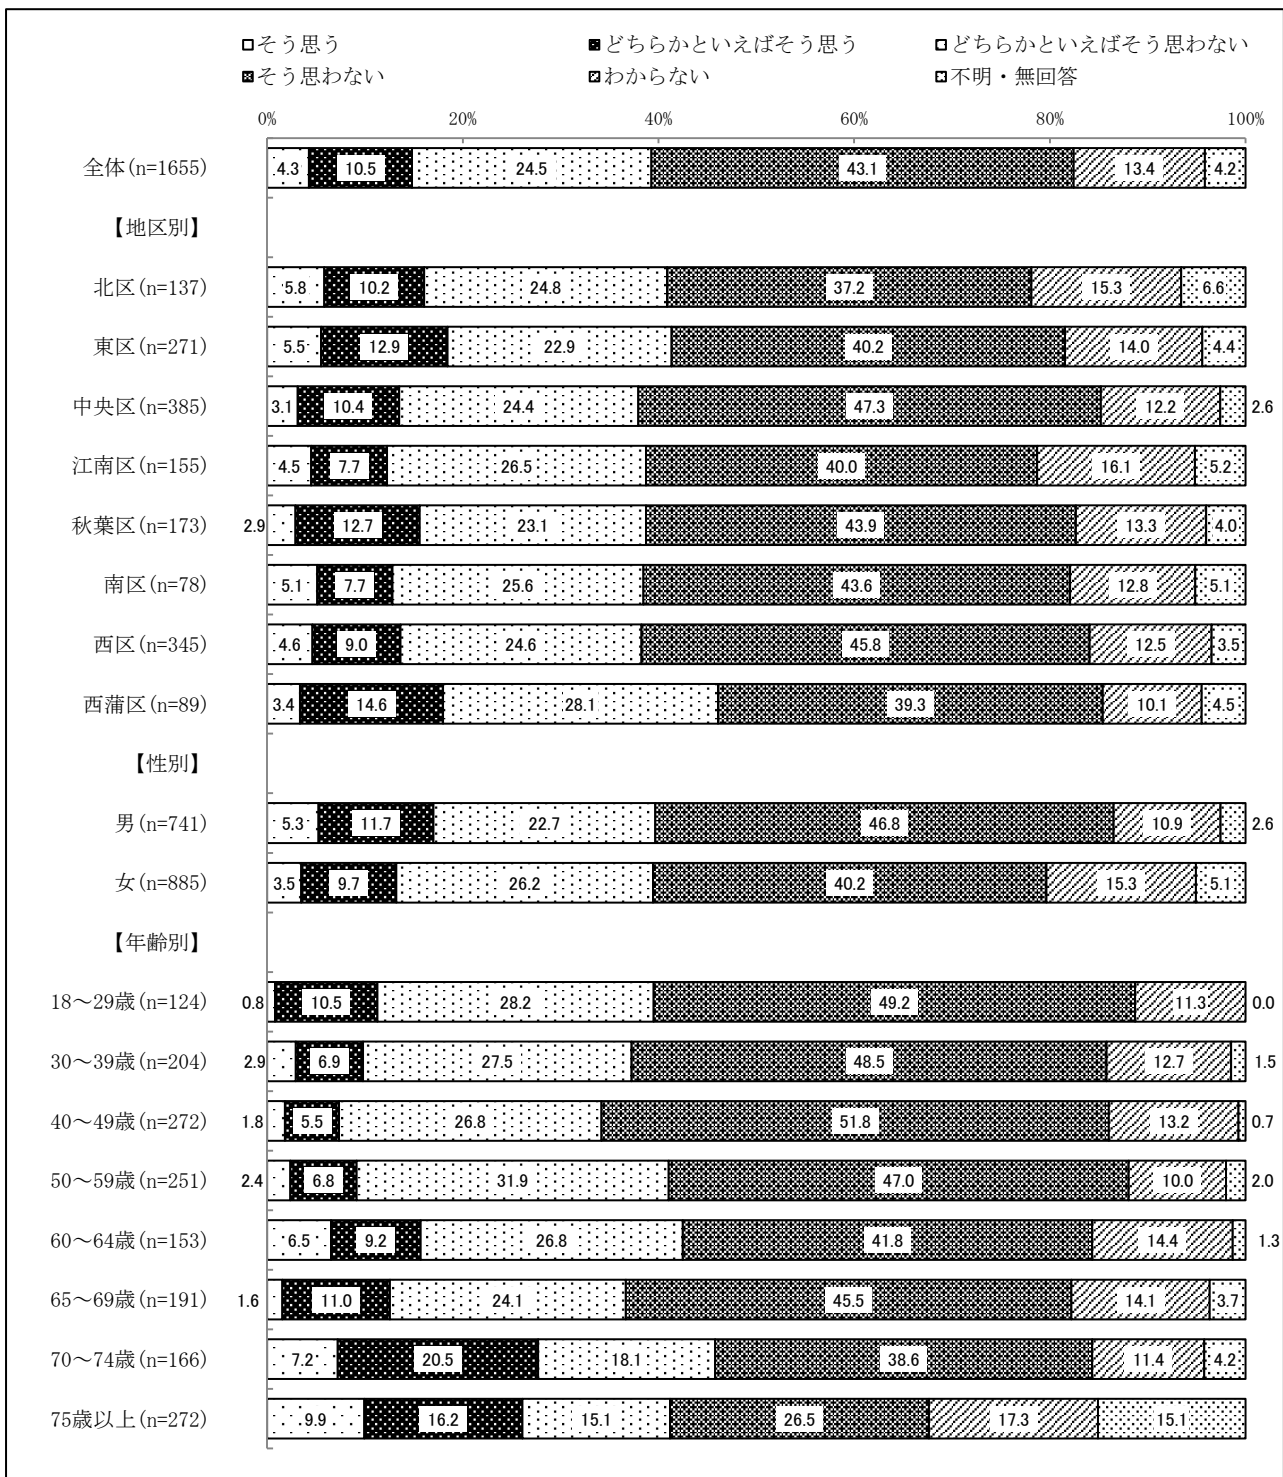 □そう思う ■どちらかといえばそう思う □どちらかといえばそう思わない
■そう思わない □わからない □不明・無回答
0% 20% 40% 60% 80% 100%
全体(n=1655) 4.3 10.5 24.5 43.1 13.4 4.2
【地区別】
北区(n=137) 5.8 10.2 24.8 37.2 15.3 6.6
東区(n=271) 5.5 12.9 22.9 40.2 14.0 4.4
中央区(n=385) 3.1 10.4 24.4 47.3 12.2 2.6
江南区(n=155) 4.5 7.7 26.5 40.0 16.1 5.2
秋葉区(n=173) 2.9 12.7 23.1 43.9 13.3 4.0
南区(n=78) 5.1 7.7 25.6 43.6 12.8 5.1
西区(n=345) 4.6 9.0 24.6 45.8 12.5 3.5
西蒲区(n=89) 3.4 14.6 28.1 39.3 10.1 4.5
【性別】
男(n=741) 5.3 11.7 22.7 46.8 10.9 2.6
女(n=885) 3.5 9.7 26.2 40.2 15.3 5.1
【年齢別】
18～29歳(n=124) 0.8 10.5 28.2 49.2 11.3 0.0
30～39歳(n=204) 2.9 6.9 27.5 48.5 12.7 1.5
40～49歳(n=272) 1.8 5.5 26.8 51.8 13.2 0.7
50～59歳(n=251) 2.4 6.8 31.9 47.0 10.0 2.0
60～64歳(n=153) 6.5 9.2 26.8 41.8 14.4 1.3
65～69歳(n=191) 1.6 11.0 24.1 45.5 14.1 3.7
70～74歳(n=166) 7.2 20.5 18.1 38.6 11.4 4.2
75歳以上(n=272) 9.9 16.2 15.1 26.5 17.3 15.1